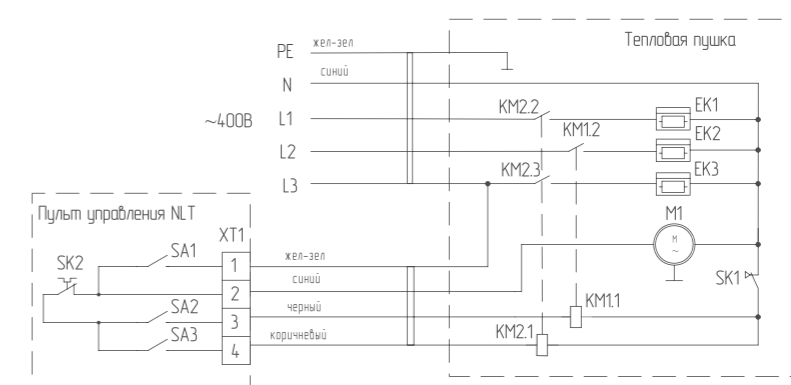 Тепловая пушка
PE
жел-зел
N
синий
~400В
L1
KM2.2
EK1
L2
KM1.2
EK2
L3
KM2.3
EK3
Пульт управления NLT
XT1
M1
M
~
SK2
SA1
1
жел-зел
SK1
2
синий
SA2
3
черный
KM1.1
SA3
4
коричневый
KM2.1